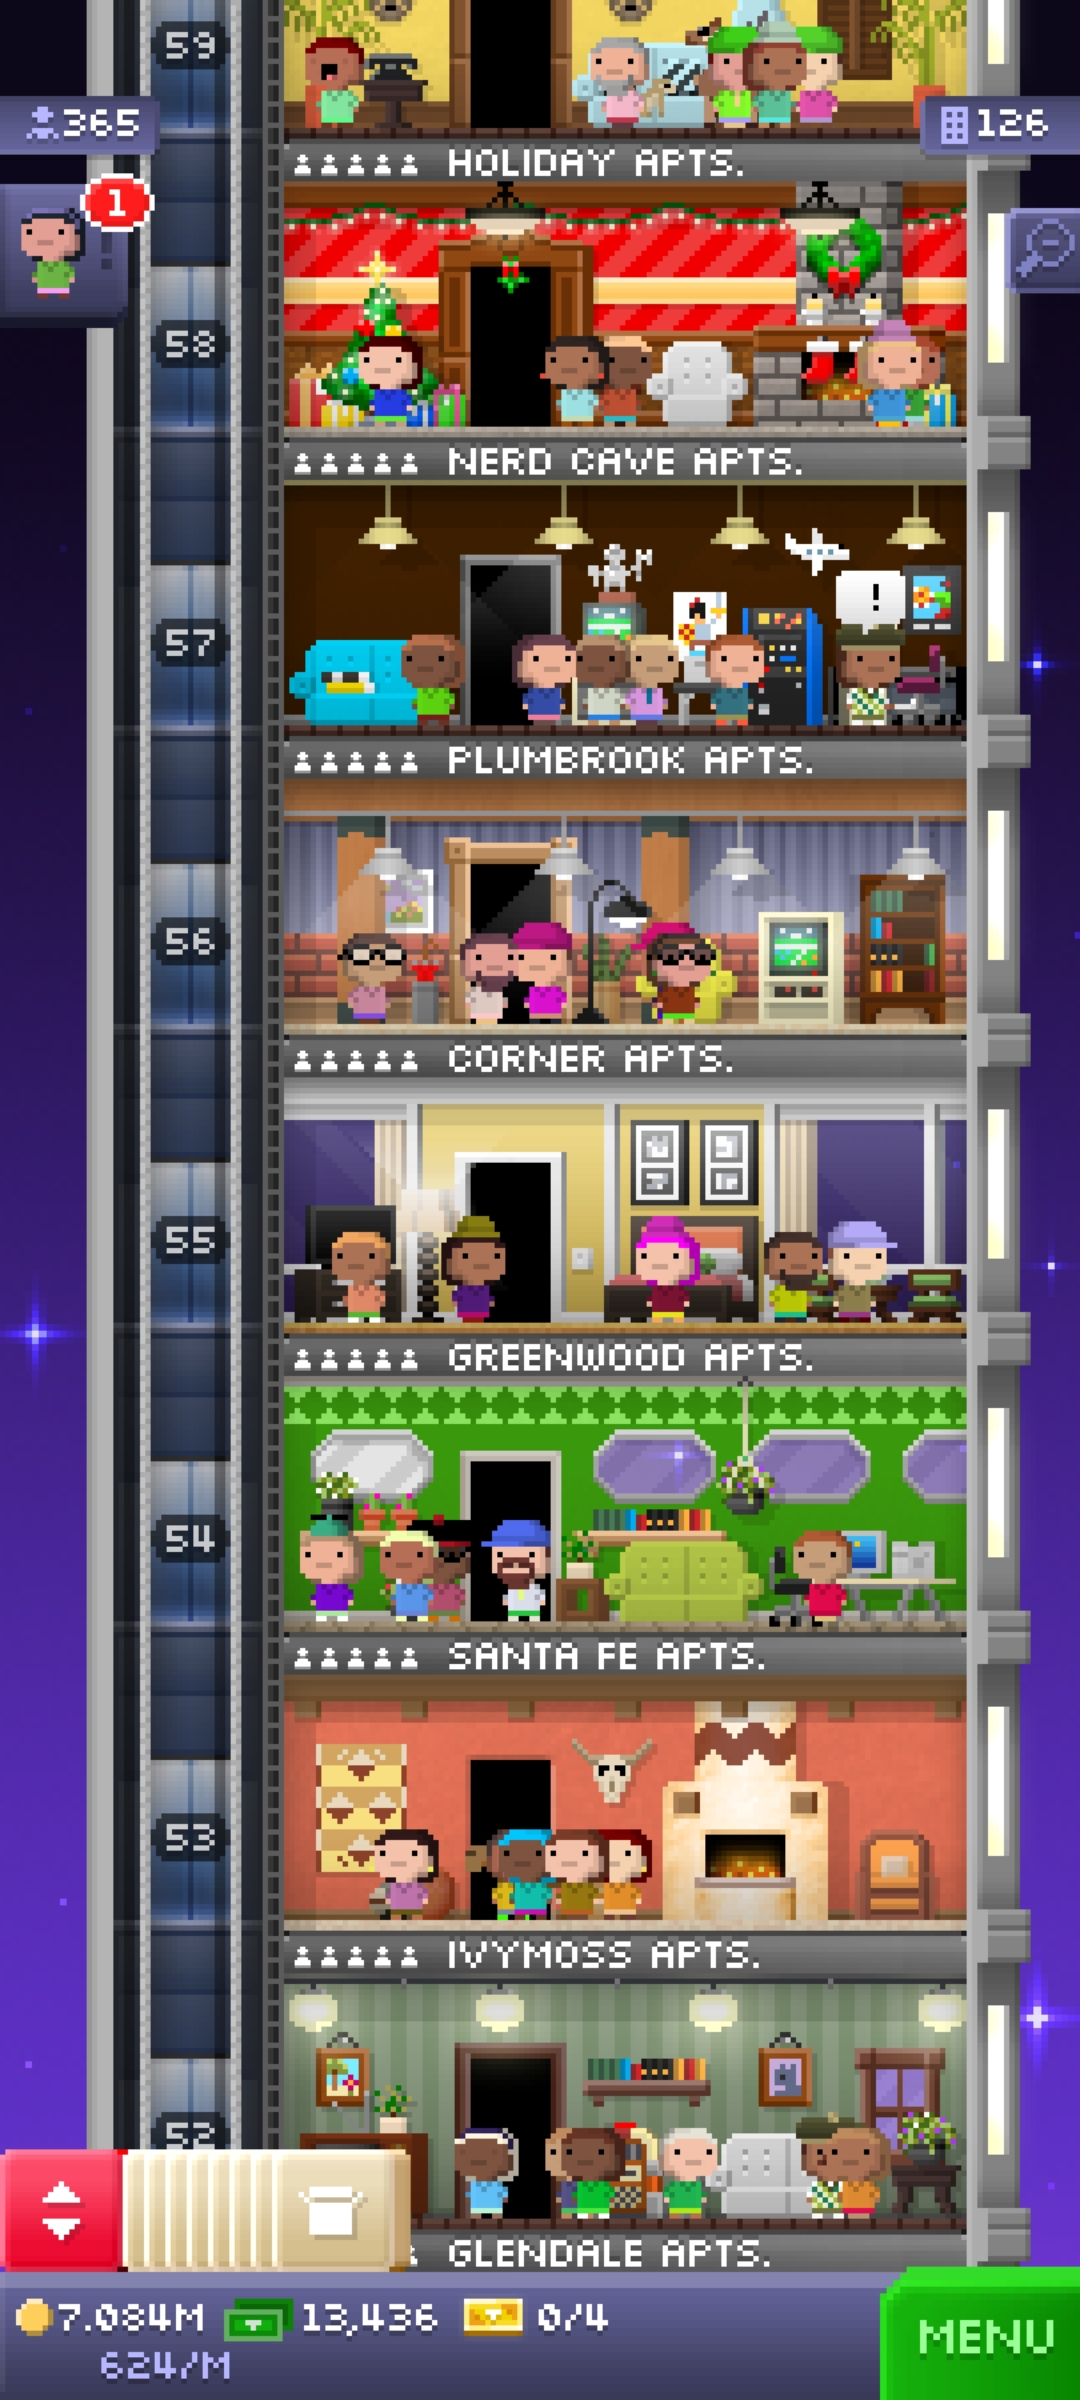 59
365
126
HOLIDAY APTS.
1
58
NERD CAVE APTS.
!
57
PLUMBROOK APTS.
56
CORNER APTS.
55
GREENWOOD APTS.
54
SANTA FE APTS.
53
IVYMOSS APTS.
52
GLENDALE APTS.
7.084M 13,436 0/4
624/M
MENU